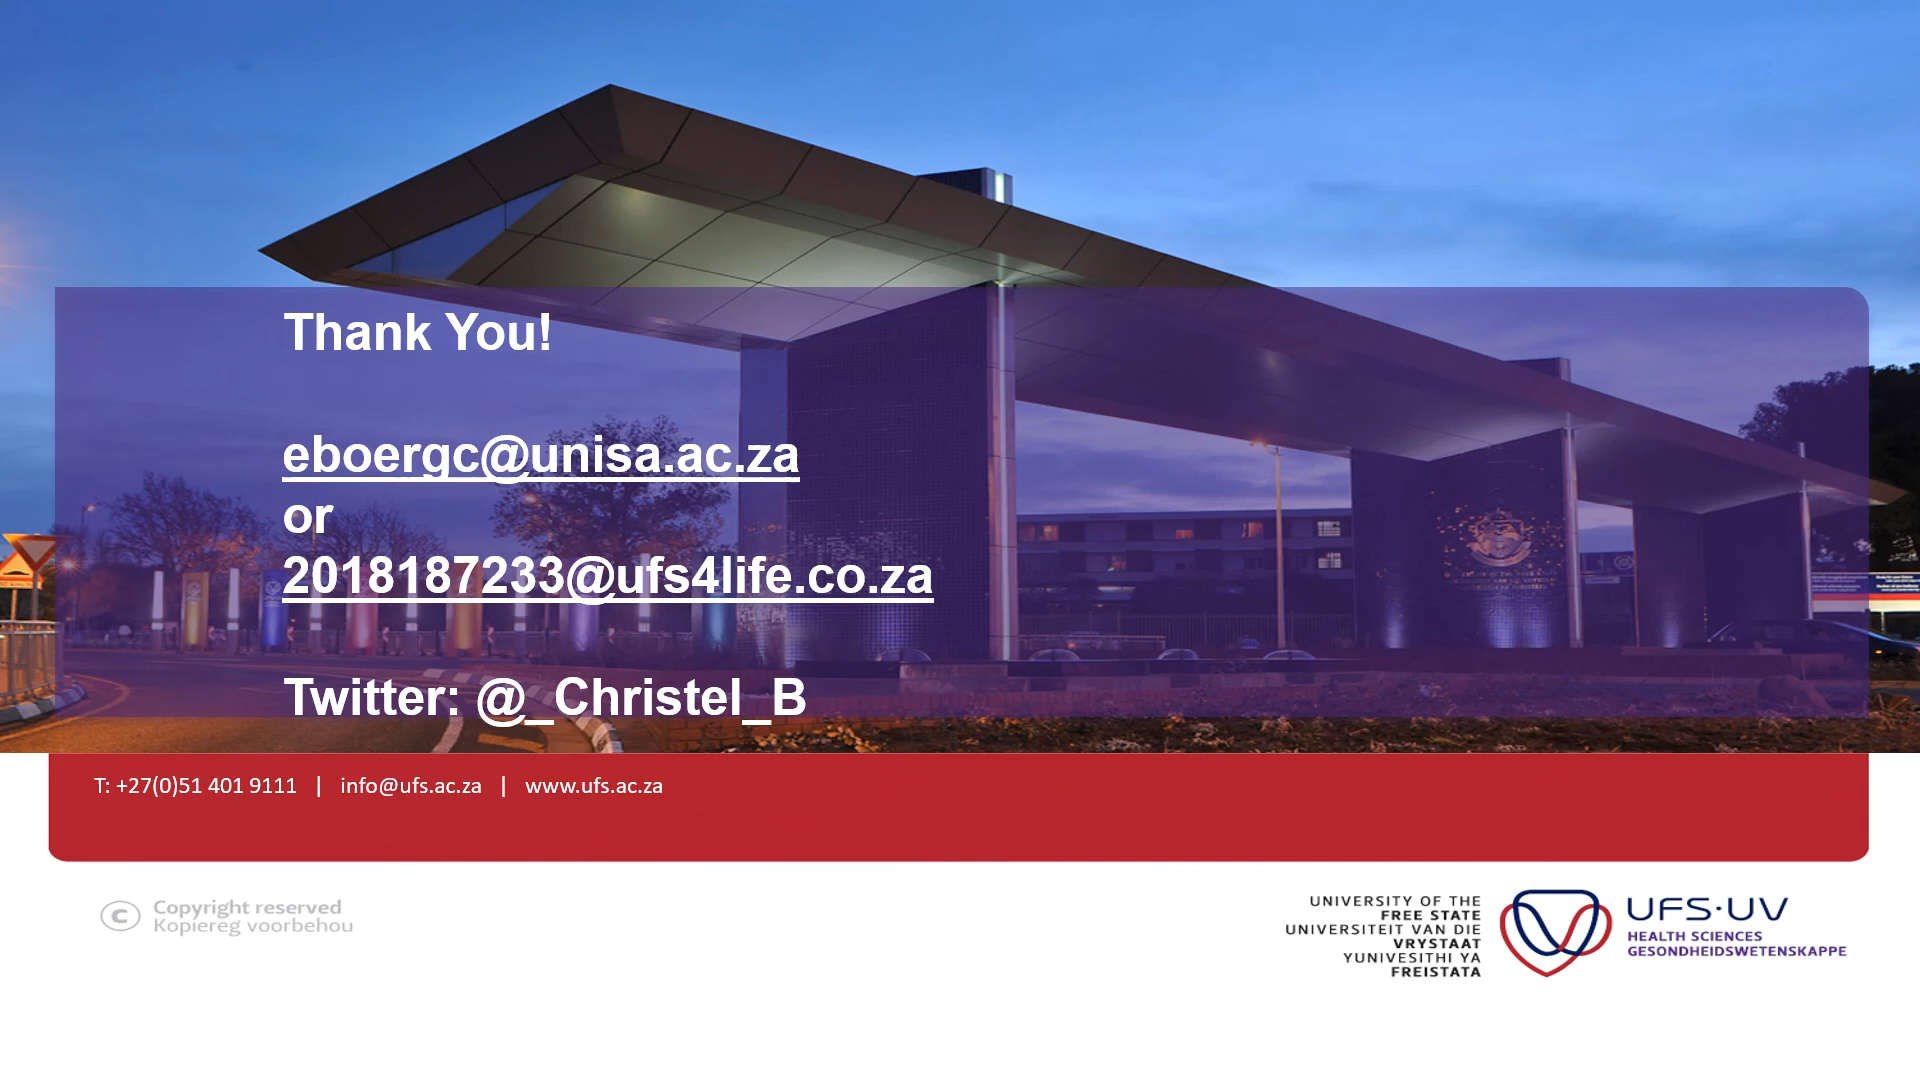 Thank You!
eboergc@unisa.ac.za
or
2018187233@ufs4life.co.za
Twitter: @_Christel_B
T: +27(0)51 401 9111 | info@ufs.ac.za | www.ufs.ac.za
© Copyright reserved
Kopiereg voorbehou
UNIVERSITY OF THE
FREE STATE
UNIVERSITEIT VAN DIE
VRYSTAAT
YUNIVESITHI YA
FREISTATA
UFS·UV
HEALTH SCIENCES
GESONDHEIDSWETENSKAPPE